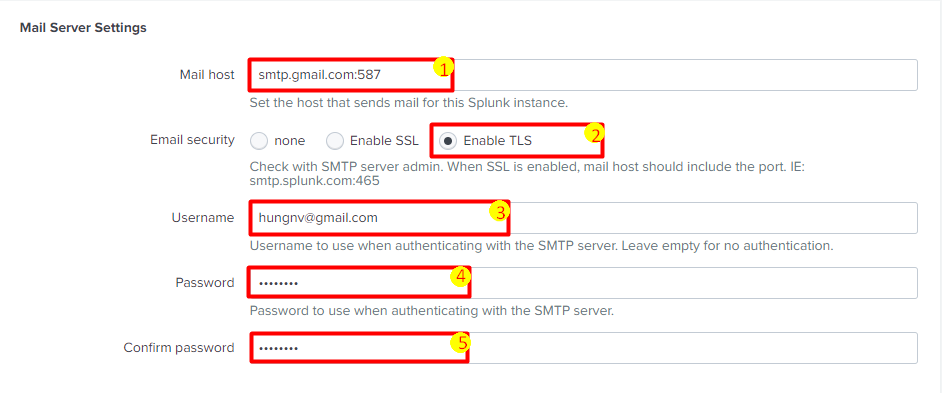 Mail Server Settings
Mail host smtp.gmail.com:587 1
Set the host that sends mail for this Splunk instance.
Email security none Enable SSL Enable TLS 2
Check with SMTP server admin. When SSL is enabled, mail host should include the port. IE:
smtp.splunk.com:465
Username hungnv@gmail.com 3
Username to use when authenticating with the SMTP server. Leave empty for no authentication.
Password •••••••• 4
Password to use when authenticating with the SMTP server.
Confirm password •••••••• 5